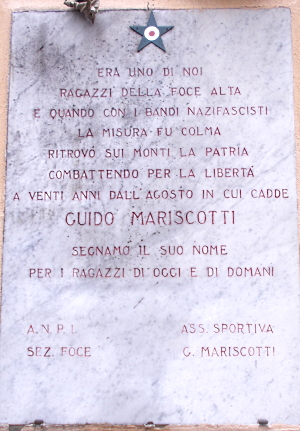 ERA UNO DI NOI
RAGAZZI DELLA FOCE ALTA
E QUANDO CON I BANDI NAZIFASCISTI
LA MISURA FU COLMA
RITROVÒ SUI MONTI LA PATRIA
COMBATTENDO PER LA LIBERTÀ
A VENTI ANNI DALL'AGOSTO IN CUI CADDE
GUIDO MARISCOTTI
SEGNAMO IL SUO NOME
PER I RAGAZZI DI OGGI E DI DOMANI
A.N.P.I. ASS. SPORTIVA
SEZ. FOCE G. MARISCOTTI